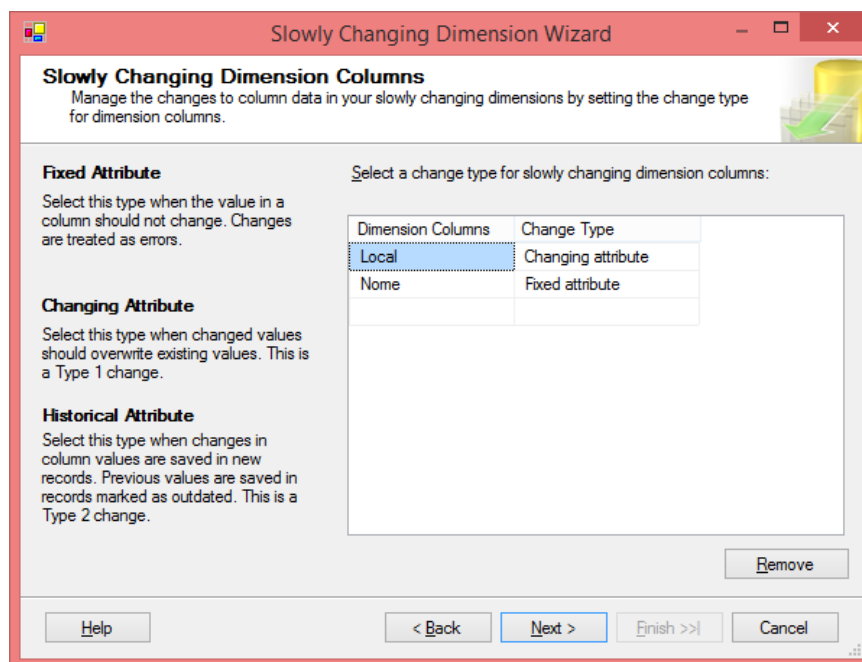 Slowly Changing Dimension Wizard
Slowly Changing Dimension Columns
Manage the changes to column data in your slowly changing dimensions by setting the change type
for dimension columns.
Fixed Attribute
Select this type when the value in a
column should not change. Changes
are treated as errors.
Changing Attribute
Select this type when changed values
should overwrite existing values. This is
a Type 1 change.
Historical Attribute
Select this type when changes in
column values are saved in new
records. Previous values are saved in
records marked as outdated. This is a
Type 2 change.
Select a change type for slowly changing dimension columns:
Dimension Columns Change Type
Local Changing attribute
Nome Fixed attribute
Remove
Help < Back Next > Finish >>| Cancel